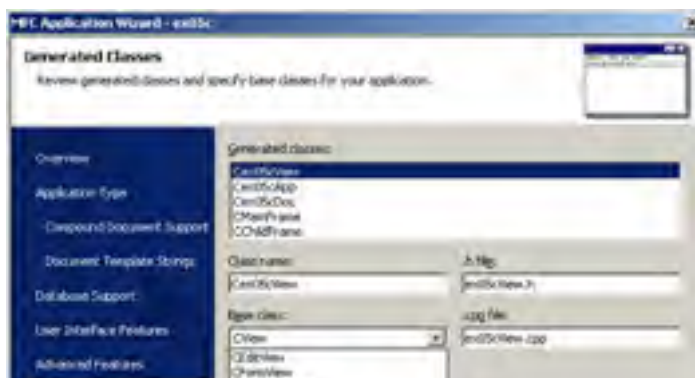 MFC Application Wizard - ex05c
Generated Classes
Review generated classes and specify base classes for your application.
Overview
Application Type
Compound Document Support
Document Template Strings
Database Support
User Interface Features
Advanced Features
Generated classes:
Cex05cView
Cex05cApp
Cex05cDoc
CMainFrame
CChildFrame
Class name:
Cex05cView
.h file:
ex05cView.h
Base class:
CView
CEditView
CFormView
.cpp file:
ex05cView.cpp